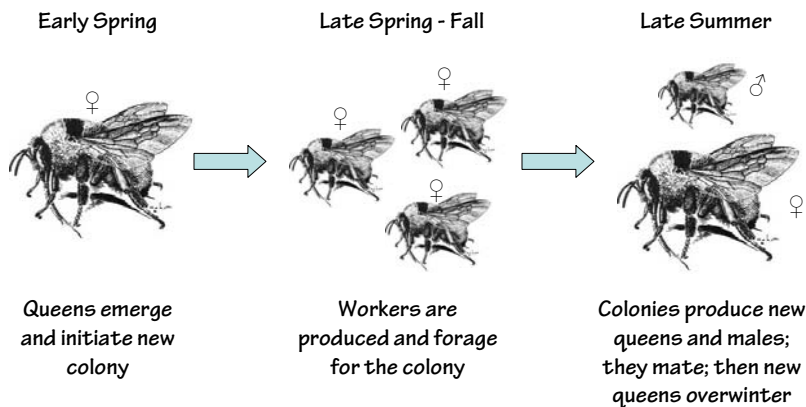 Early Spring
Late Spring - Fall
Late Summer
♀
♀
♀
♀
♂
♀
Queens emerge
and initiate new
colony
Workers are
produced and forage
for the colony
Colonies produce new
queens and males;
they mate; then new
queens overwinter